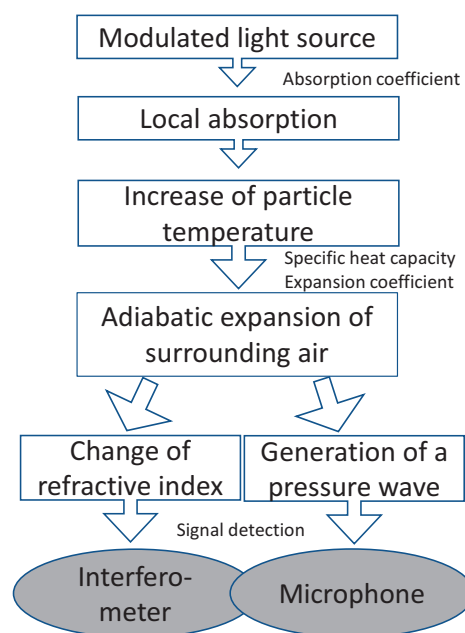 Modulated light source
Absorption coefficient
Local absorption
Increase of particle
temperature
Specific heat capacity
Expansion coefficient
Adiabatic expansion of
surrounding air
Change of
refractive index
Generation of a
pressure wave
Signal detection
Interfero-
meter
Microphone